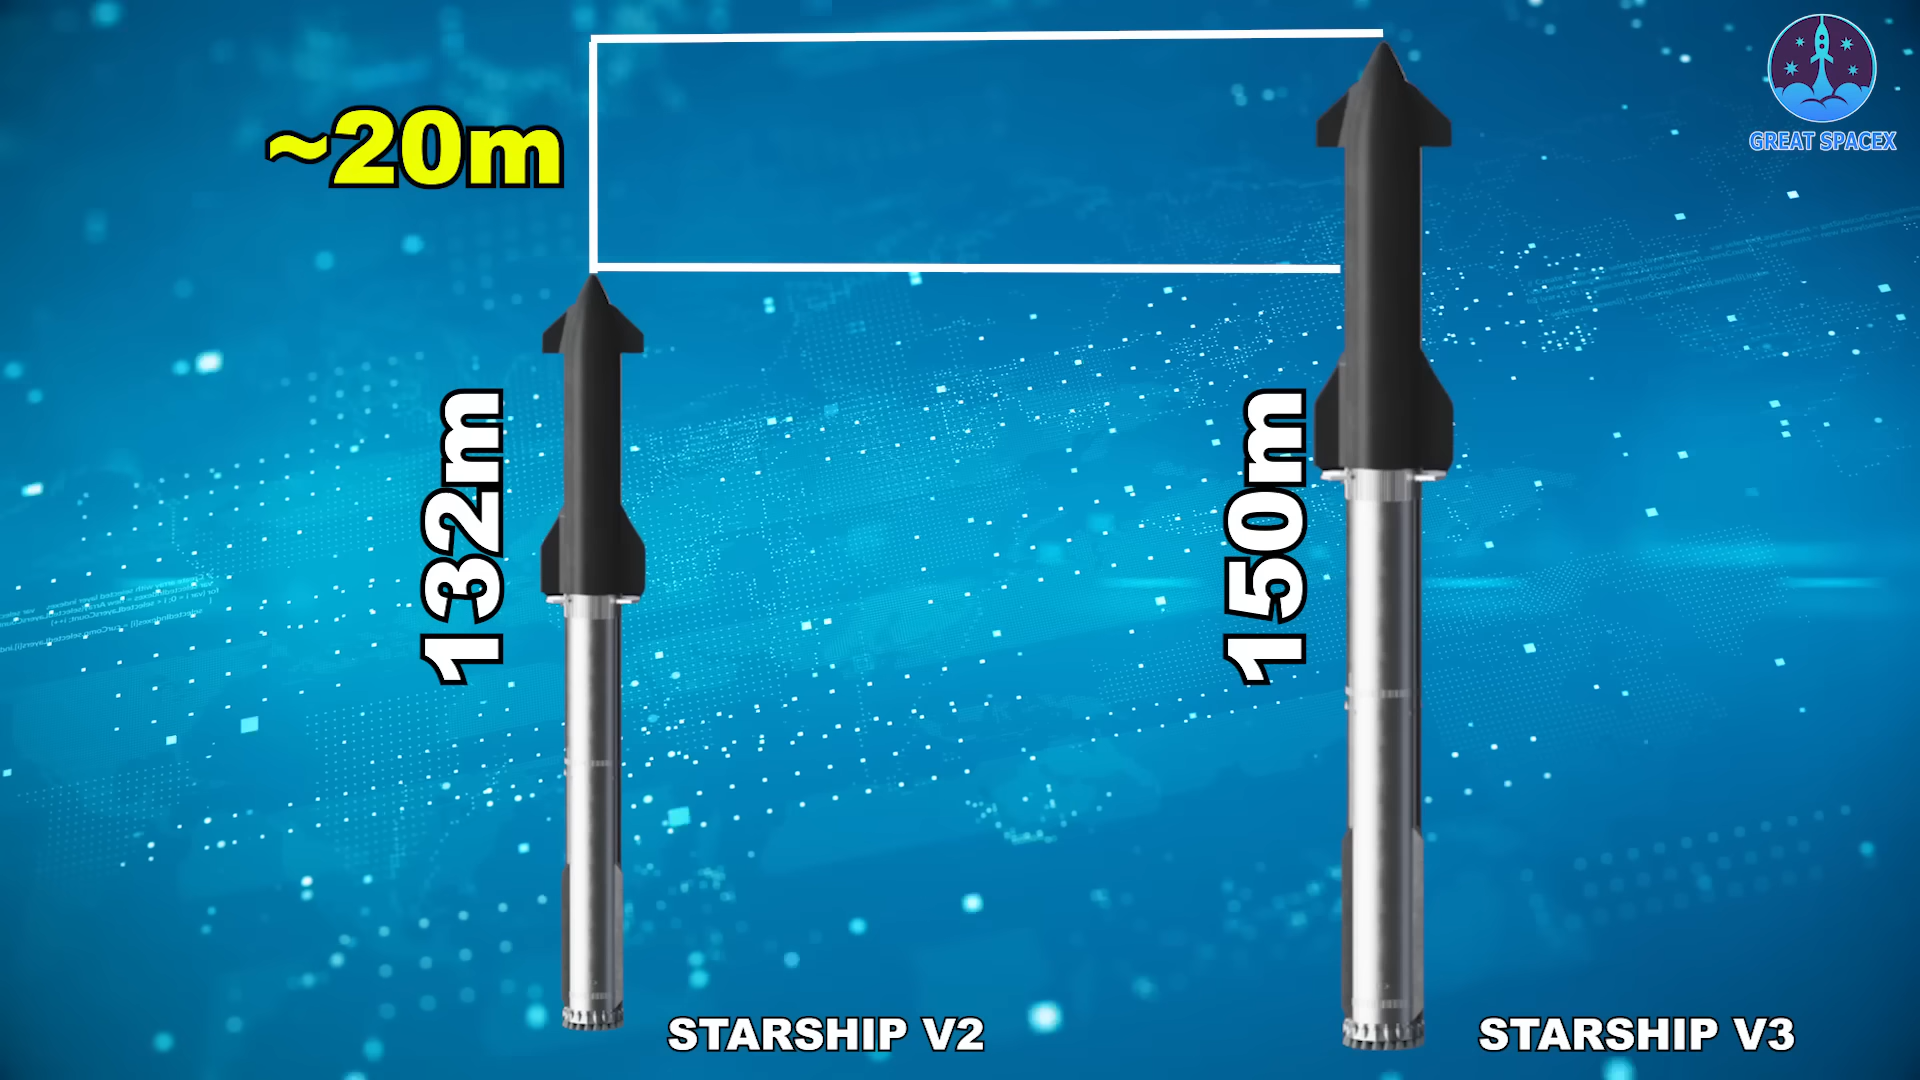 GREAT SPACEX
~20m
132m
150m
STARSHIP V2
STARSHIP V3